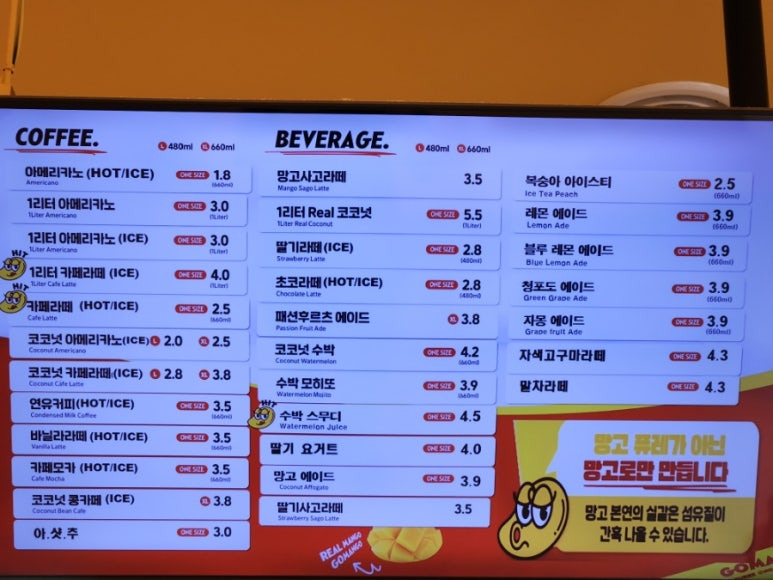 COFFEE.
L 480ml XL 660ml
아메리카노 (HOT/ICE) ONE SIZE 1.8
Americano (660ml)
1리터 아메리카노 ONE SIZE 3.0
1Liter Americano (1Liter)
1리터 아메리카노 (ICE) ONE SIZE 3.0
1Liter Americano (1Liter)
HIT
1리터 카페라떼 (ICE) ONE SIZE 4.0
1Liter Cafe Latte (1Liter)
HIT
카페라떼 (HOT/ICE) ONE SIZE 2.5
Cafe Latte (660ml)
코코넛 아메리카노(ICE) L 2.0 XL 2.5
Coconut Americano
코코넛 카페라떼(ICE) L 2.8 XL 3.8
Coconut Cafe Latte
연유커피(HOT/ICE) ONE SIZE 3.5
Condensed Milk Coffee (660ml)
바닐라라떼 (HOT/ICE) ONE SIZE 3.5
Vanilla Latte (660ml)
카페모카 (HOT/ICE) ONE SIZE 3.5
Cafe Mocha (660ml)
코코넛 콩카페 (ICE) XL 3.8
Coconut Bean Cafe
아.샷.추 ONE SIZE 3.0
BEVERAGE.
L 480ml XL 660ml
망고사고라떼 3.5
Mango Sago Latte
1리터 Real 코코넛 ONE SIZE 5.5
1Liter Real Coconut (1Liter)
딸기라떼 (ICE) ONE SIZE 2.8
Strawberry Latte (480ml)
초코라떼 (HOT/ICE) ONE SIZE 2.8
Chocolate Latte (480ml)
패션후르츠 에이드 XL 3.8
Passion Fruit Ade
코코넛 수박 ONE SIZE 4.2
Coconut Watermelon (660ml)
수박 모히또 ONE SIZE 3.9
Watermelon Mojito (660ml)
HIT
수박 스무디 ONE SIZE 4.5
Watermelon Juice
딸기 요거트 ONE SIZE 4.0
망고 에이드 ONE SIZE 3.9
Coconut Affogato
딸기사고라떼 3.5
Strawberry Sago Latte
복숭아 아이스티 ONE SIZE 2.5
Ice Tea Peach (660ml)
레몬 에이드 ONE SIZE 3.9
Lemon Ade (660ml)
블루 레몬 에이드 ONE SIZE 3.9
Blue Lemon Ade (660ml)
청포도 에이드 ONE SIZE 3.9
Green Grape Ade (660ml)
자몽 에이드 ONE SIZE 3.9
Grape fruit Ade (660ml)
자색고구마라떼 ONE SIZE 4.3
말차라떼 ONE SIZE 4.3
망고 퓨레가 아닌
망고로만 만듭니다
망고 본연의 실같은 섬유질이
간혹 나올 수 있습니다.
REAL MANGO
GOMANGO